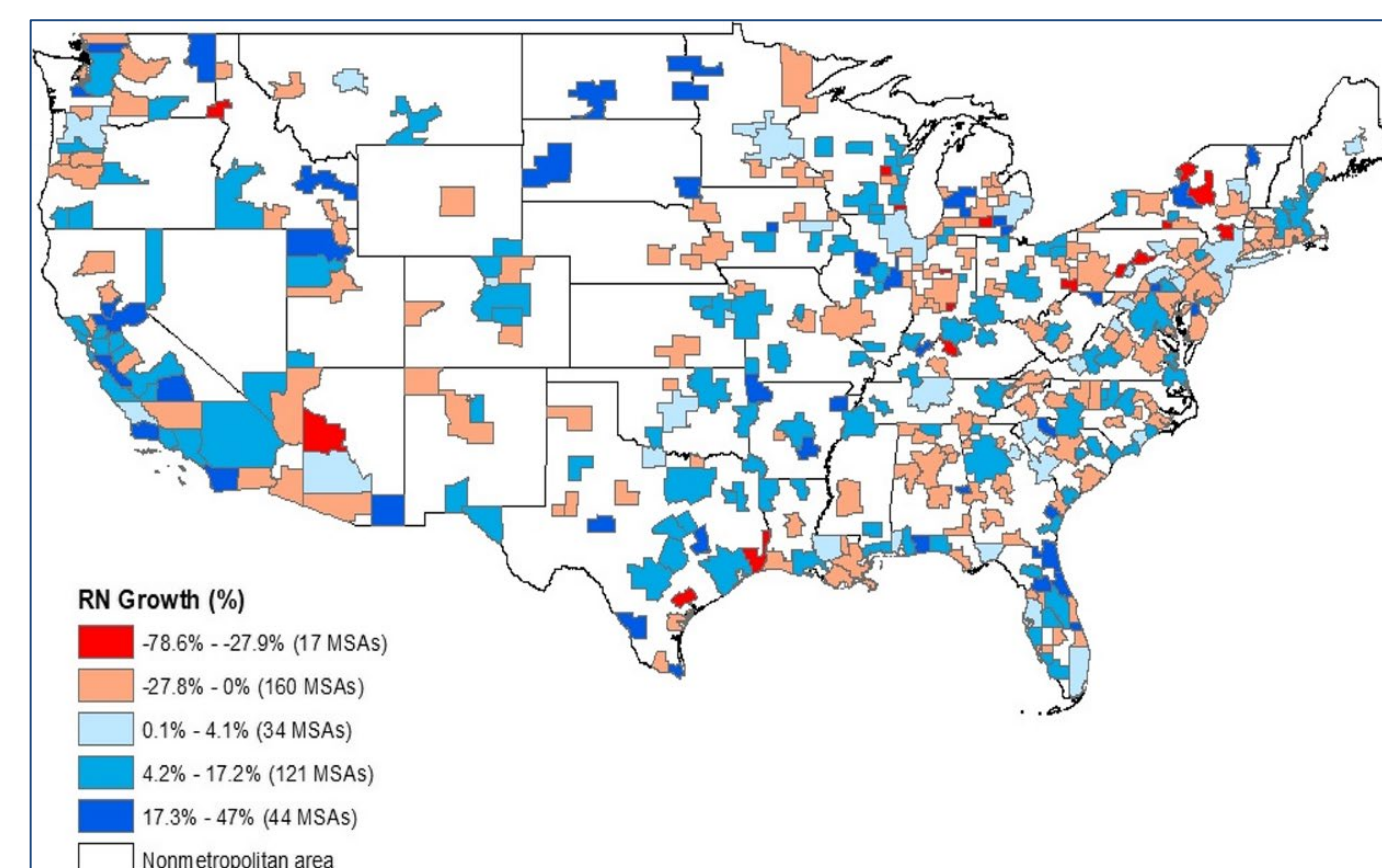 RN Growth (%)
-78.6% - -27.9% (17 MSAs)
-27.8% - 0% (160 MSAs)
0.1% - 4.1% (34 MSAs)
4.2% - 17.2% (121 MSAs)
17.3% - 47% (44 MSAs)
Nonmetropolitan area